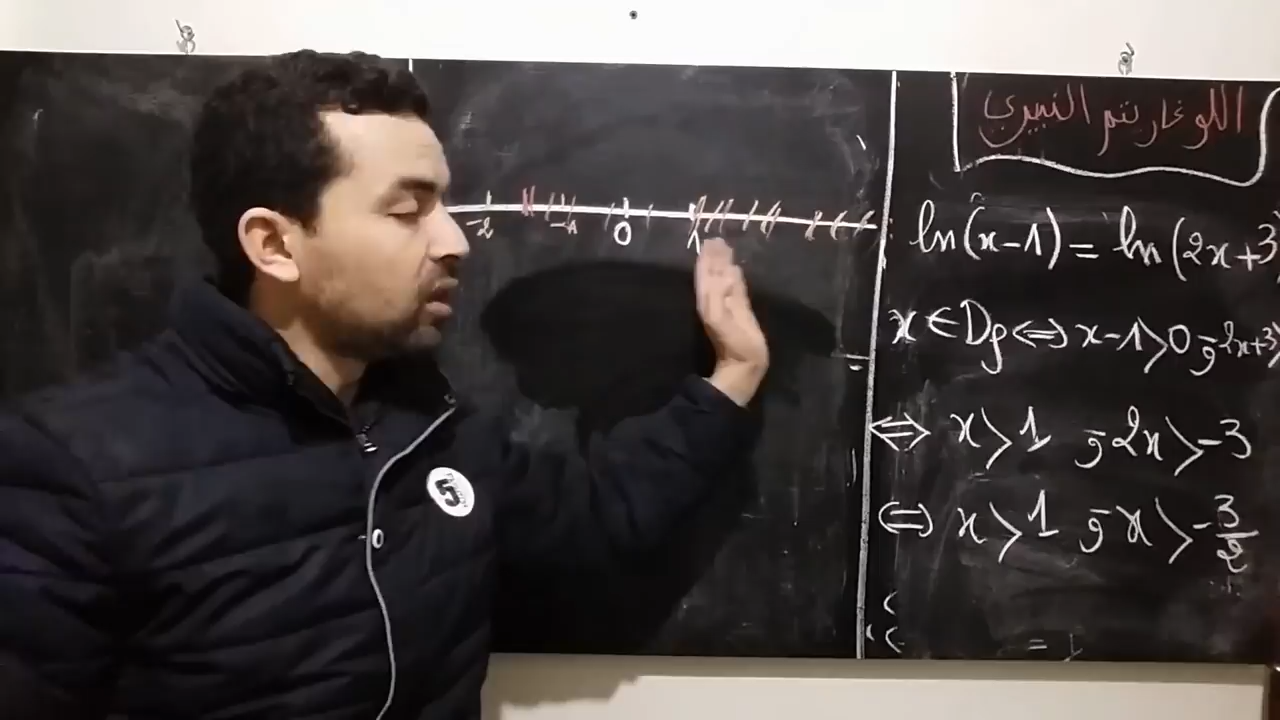 اللوغاريتم النبيري
ln(x-1) = ln(2x+3
x ∈ Df ⟺ x-1>0 و 2x+3>
⟺ x>1 و 2x>-3
⟺ x>1 و x>-3/2
-2 -1 0 1
5